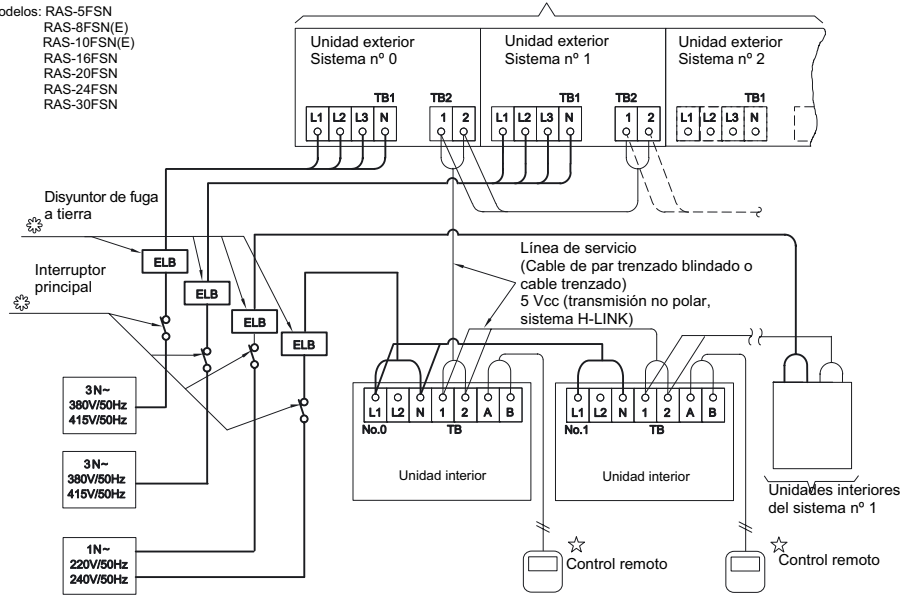 odelos: RAS-5FSN
RAS-8FSN(E)
RAS-10FSN(E)
RAS-16FSN
RAS-20FSN
RAS-24FSN
RAS-30FSN
Unidad exterior
Sistema nº 0
TB1
TB2
L1 L2 L3 N
1 2
Unidad exterior
Sistema nº 1
TB1
TB2
L1 L2 L3 N
1 2
Unidad exterior
Sistema nº 2
TB1
L1 L2 L3 N
Disyuntor de fuga
a tierra
Interruptor
principal
ELB
ELB
ELB
ELB
Línea de servicio
(Cable de par trenzado blindado o
cable trenzado)
5 Vcc (transmisión no polar,
sistema H-LINK)
3N~
380V/50Hz
415V/50Hz
3N~
380V/50Hz
415V/50Hz
1N~
220V/50Hz
240V/50Hz
L1 L2 N 1 2 A B
No.0 TB
Unidad interior
L1 L2 N 1 2 A B
No.1 TB
Unidad interior
Unidades interiores
del sistema nº 1
Control remoto
Control remoto